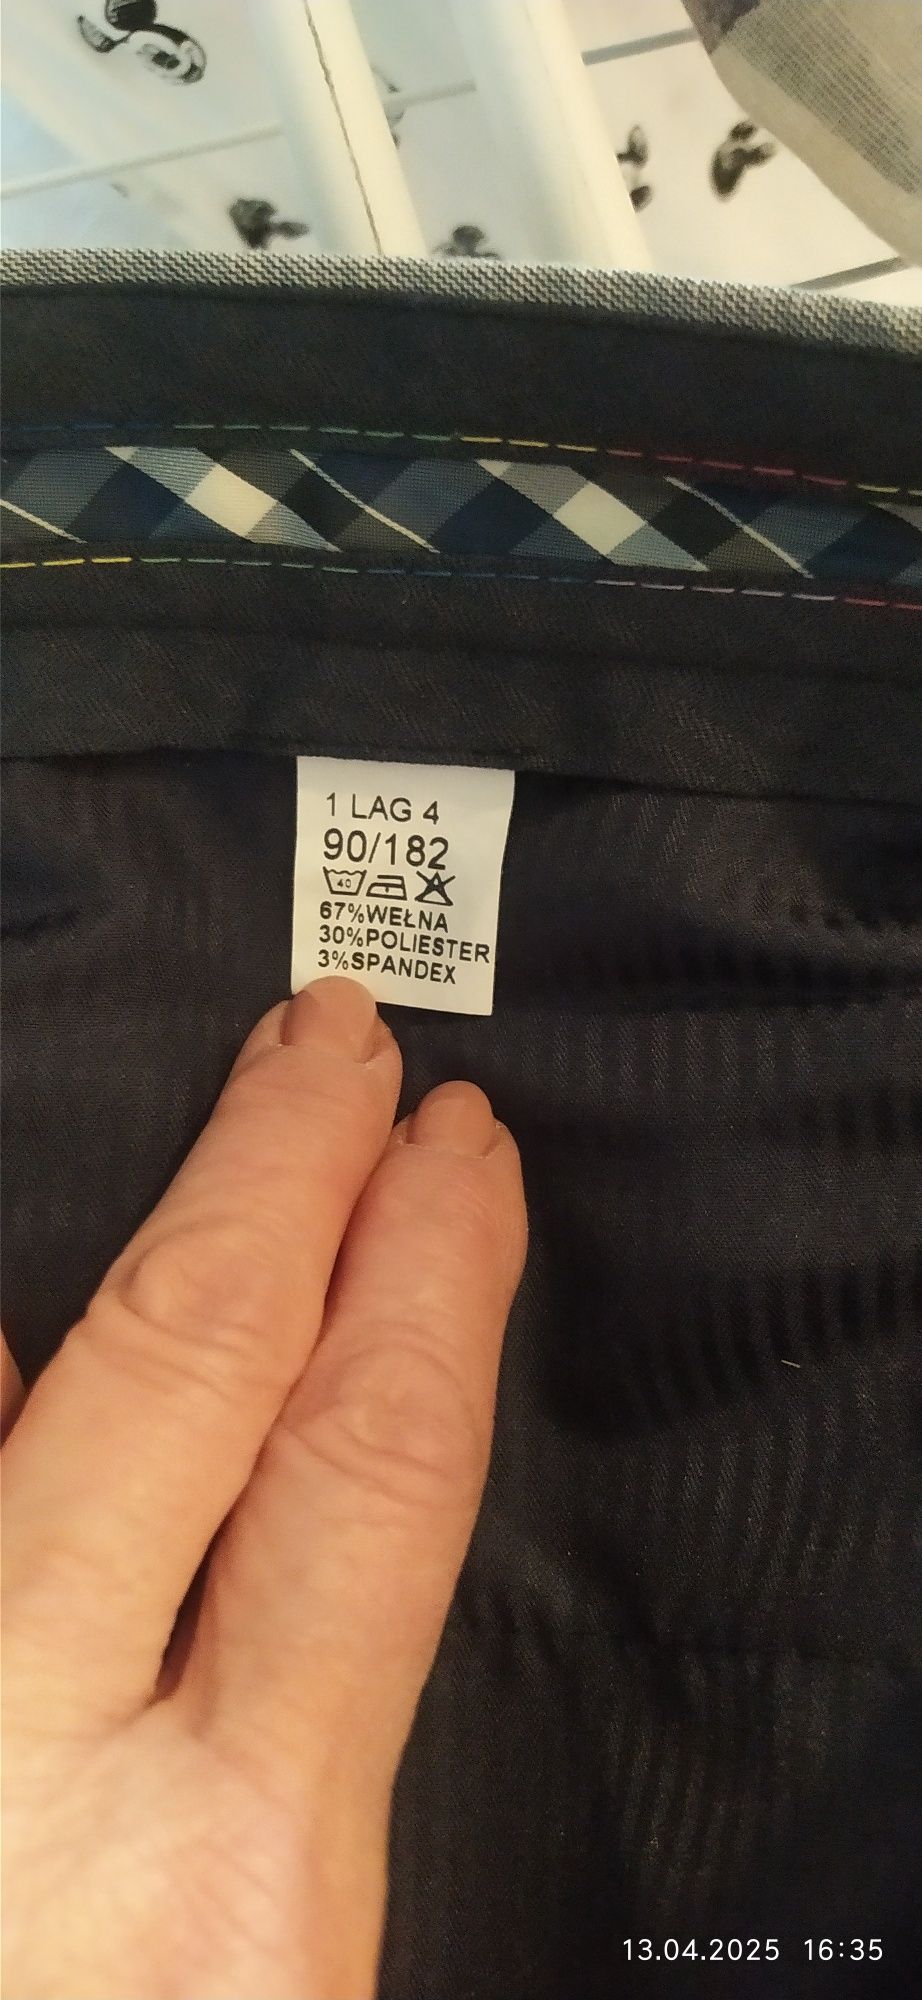 1 LAG 4
90/182
40
67%WEŁNA
30%POLIESTER
3%SPANDEX
13.04.2025 16:35